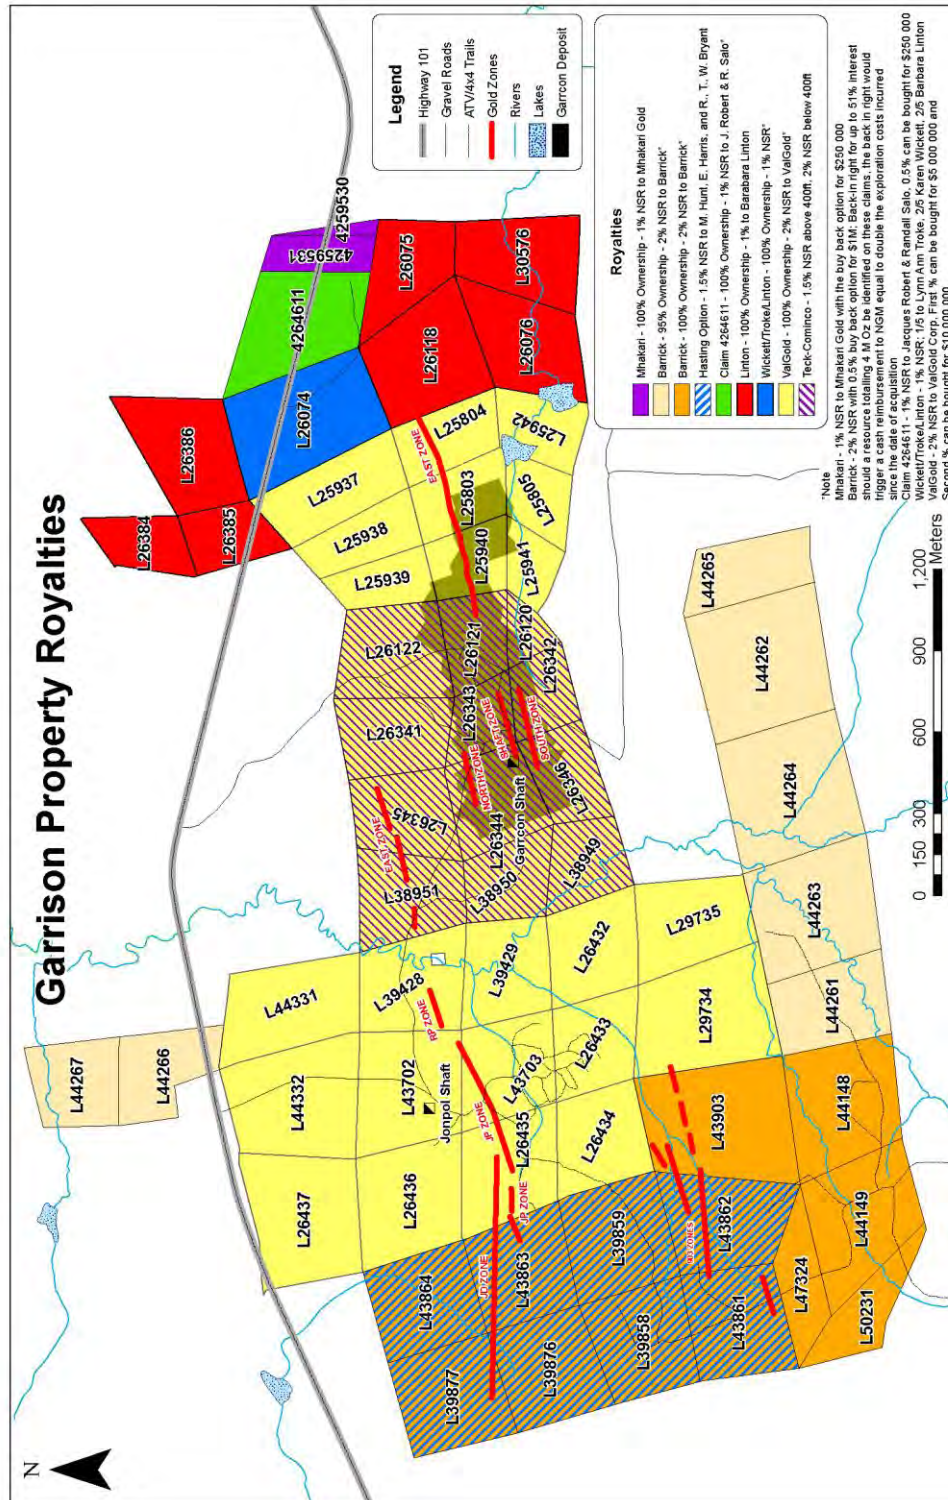 Garrison Property Royalties
N
Legend
Highway 101
Gravel Roads
ATV/4x4 Trails
Gold Zones
Rivers
Lakes
Garrcon Deposit
Royalties
Mhakari - 100% Ownership - 1% NSR to Mhakari Gold
Barrick - 95% Ownership - 2% NSR to Barrick*
Barrick - 100% Ownership - 2% NSR to Barrick*
Hasting Option - 1.5% NSR to M. Hunt, E. Harris, and R., T., W. Bryant
Claim 4264611 - 100% Ownership - 1% NSR to J. Robert & R. Salo*
Linton - 100% Ownership - 1% to Barabara Linton
Wickett/Troke/Linton - 100% Ownership - 1% NSR*
ValGold - 100% Ownership - 2% NSR to ValGold*
Teck-Cominco - 1.5% NSR above 400ft, 2% NSR below 400ft
*Note
Mhakari - 1% NSR to Mhakari Gold with the buy back option for $250 000
Barrick - 2% NSR with 0.5% buy back option for $1M; Back-in right for up to 51% interest
should a resource totalling 4 M Oz be identified on these claims, the back in right would
trigger a cash reimbursement to NGM equal to double the exploration costs incurred
since the date of acquisition
Claim 4264611 - 1% NSR to Jacques Robert & Randall Salo, 0.5% can be bought for $250 000
Wickett/Troke/Linton - 1% NSR; 1/5 to Lynn Ann Troke, 2/5 Karen Wickett, 2/5 Barbara Linton
ValGold - 2% NSR to ValGold Corp, First % can be bought for $5 000 000 and
Second % can be bought for $10 000 000
0 150 300 600 900 1,200
Meters
L44267
L44266
L26384
L26386
L26385
4264611
4259531
4259530
L26074
L26075
L26118
L26076
L30576
L25937
L25938
L25939
L25804
L25803
L25940
L25942
L25805
L25941
EAST ZONE
L26122
L26121
L26120
L26341
L26343
L26342
L26345
L26344
L26346
L38951
L38950
L38949
EAST ZONE
NORTH ZONE
SHAFT ZONE
SOUTH ZONE
Garrcon Shaft
L44331
L44332
L26437
L39428
L43702
Jonpol Shaft
L26436
L39429
L43703
L26435
L26432
L26433
L26434
L29735
L29734
RP ZONE
JP ZONE
JP ZONE
JD ZONE
L43864
L39877
L43863
L39876
L39859
L39858
L43862
L43861
L43903
L44148
L44149
L47324
L50231
L44265
L44262
L44264
L44263
L44261